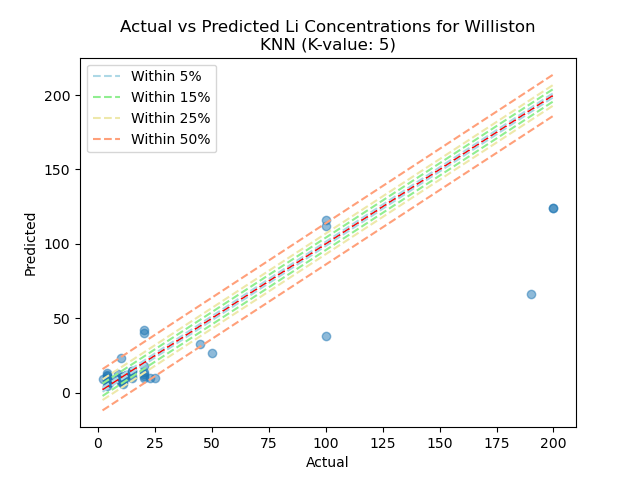 Actual vs Predicted Li Concentrations for Williston
KNN (K-value: 5)
Within 5%
Within 15%
Within 25%
Within 50%
200
150
100
50
0
Predicted
0
25
50
75
100
125
150
175
200
Actual